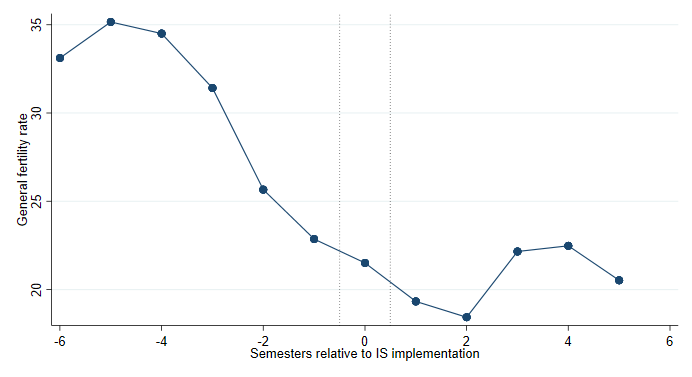 General fertility rate
35
30
25
20
-6 -4 -2 0 2 4 6
Semesters relative to IS implementation